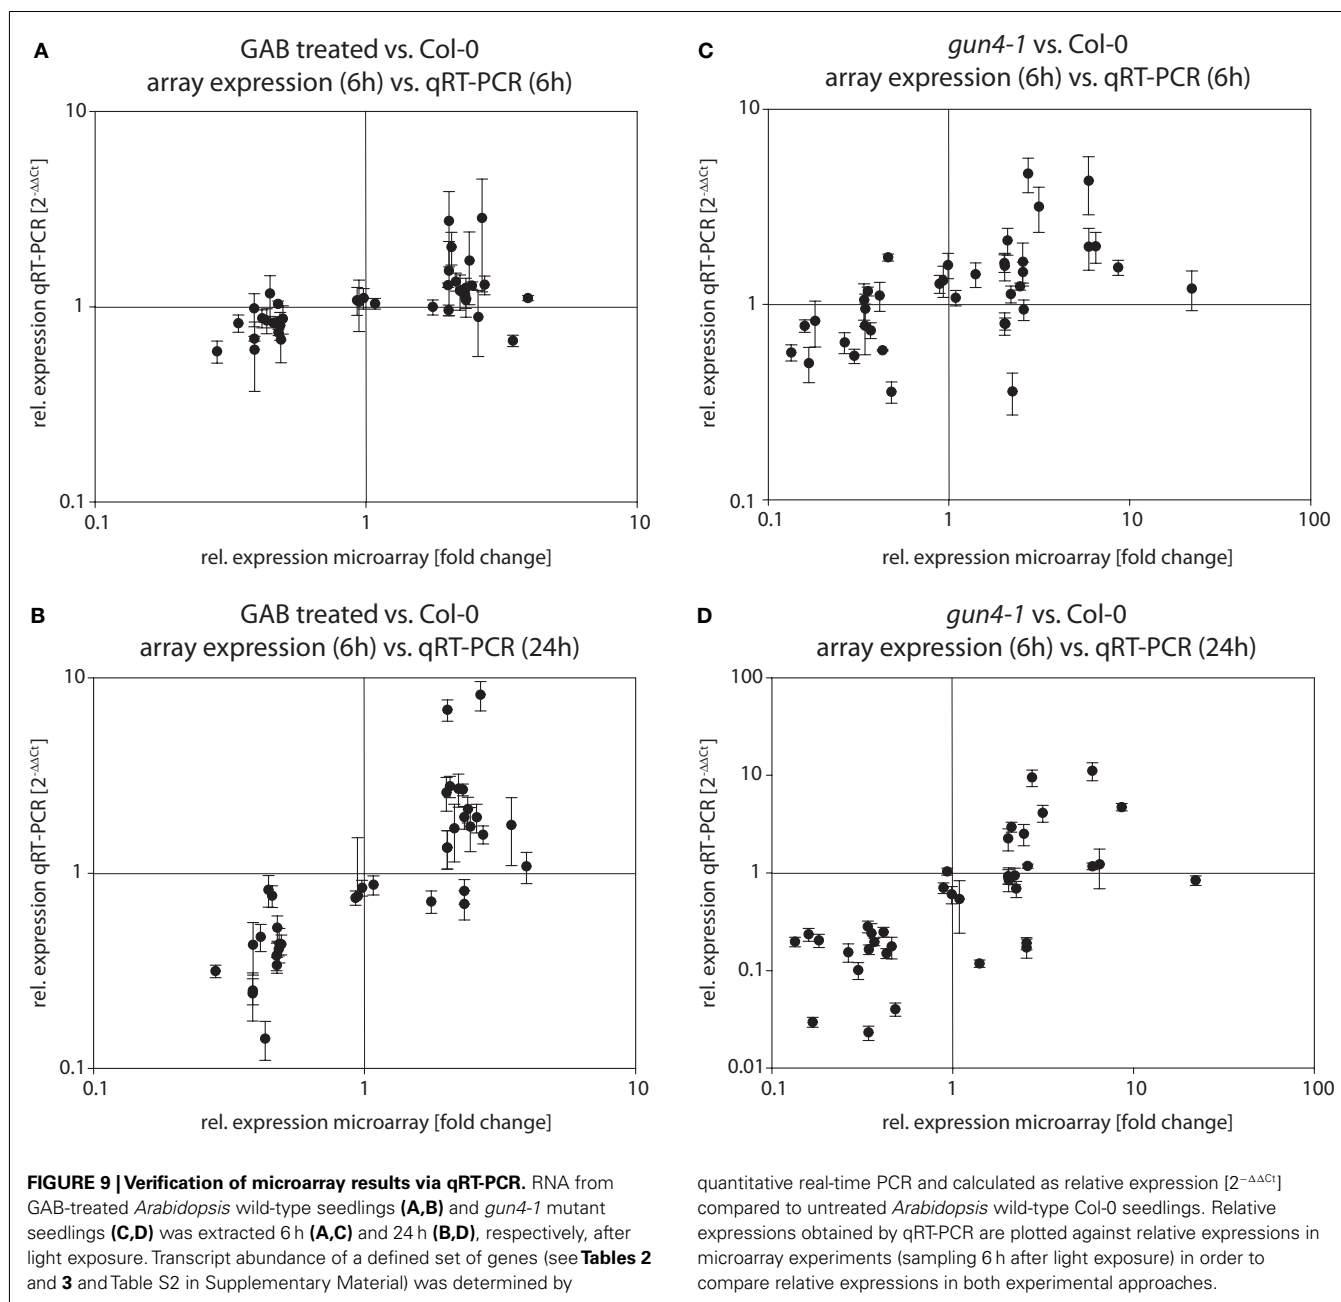 A
GAB treated vs. Col-0
array expression (6h) vs. qRT-PCR (6h)
rel. expression qRT-PCR [2-ΔΔCt]
10
1
0.1
0.1
1
10
rel. expression microarray [fold change]
C
gun4-1 vs. Col-0
array expression (6h) vs. qRT-PCR (6h)
rel. expression qRT-PCR [2-ΔΔCt]
10
1
0.1
0.1
1
10
100
rel. expression microarray [fold change]
B
GAB treated vs. Col-0
array expression (6h) vs. qRT-PCR (24h)
rel. expression qRT-PCR [2-ΔΔCt]
10
1
0.1
0.1
1
10
rel. expression microarray [fold change]
D
gun4-1 vs. Col-0
array expression (6h) vs. qRT-PCR (24h)
rel. expression qRT-PCR [2-ΔΔCt]
100
10
1
0.1
0.01
0.1
1
10
100
rel. expression microarray [fold change]
FIGURE 9 | Verification of microarray results via qRT-PCR. RNA from
GAB-treated Arabidopsis wild-type seedlings (A,B) and gun4-1 mutant
seedlings (C,D) was extracted 6 h (A,C) and 24 h (B,D), respectively, after
light exposure. Transcript abundance of a defined set of genes (see Tables 2
and 3 and Table S2 in Supplementary Material) was determined by
quantitative real-time PCR and calculated as relative expression [2−ΔΔCt]
compared to untreated Arabidopsis wild-type Col-0 seedlings. Relative
expressions obtained by qRT-PCR are plotted against relative expressions in
microarray experiments (sampling 6 h after light exposure) in order to
compare relative expressions in both experimental approaches.